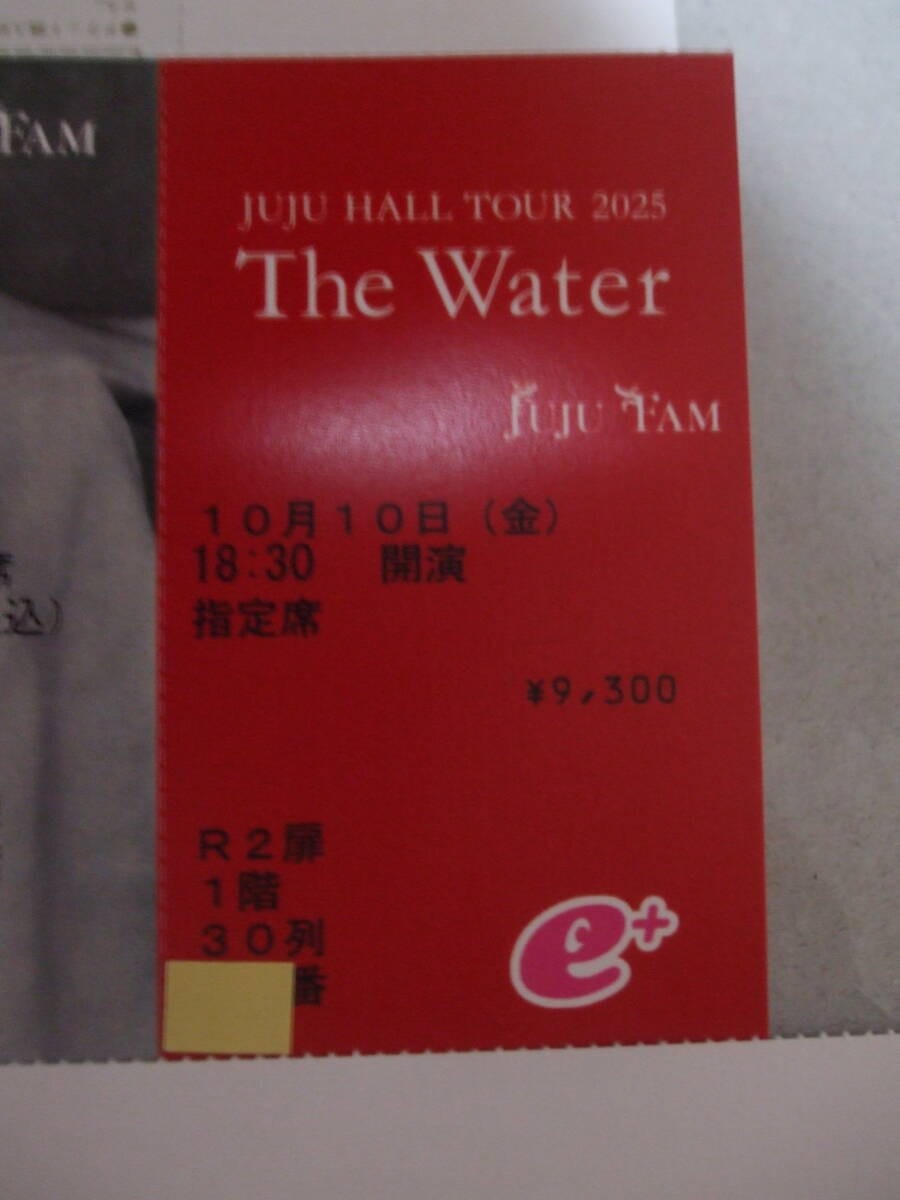 FAM
JUJU HALL TOUR 2025
The Water
JUJU FAM
10月10日（金）
18:30 開演
指定席
込）
¥9,300
R2扉
1階
30列
番
e+